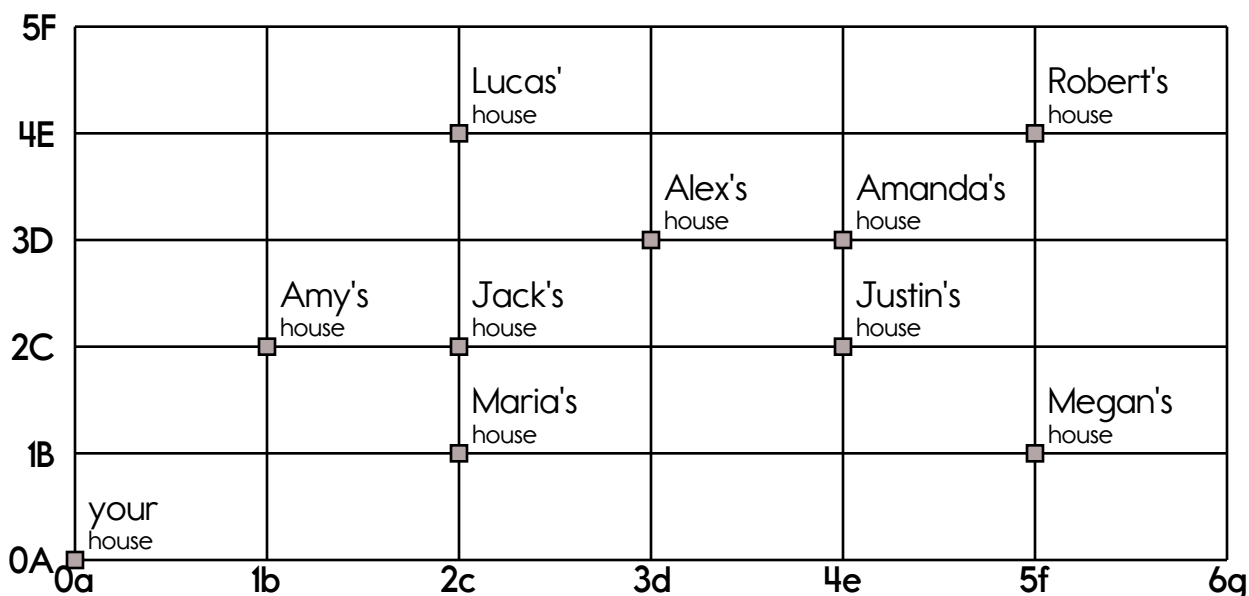 5F
Lucas'
house
Robert's
house
4E
Alex's
house
Amanda's
house
3D
Amy's
house
Jack's
house
Justin's
house
2C
Maria's
house
Megan's
house
1B
your
house
0A
0a 1b 2c 3d 4e 5f 6g